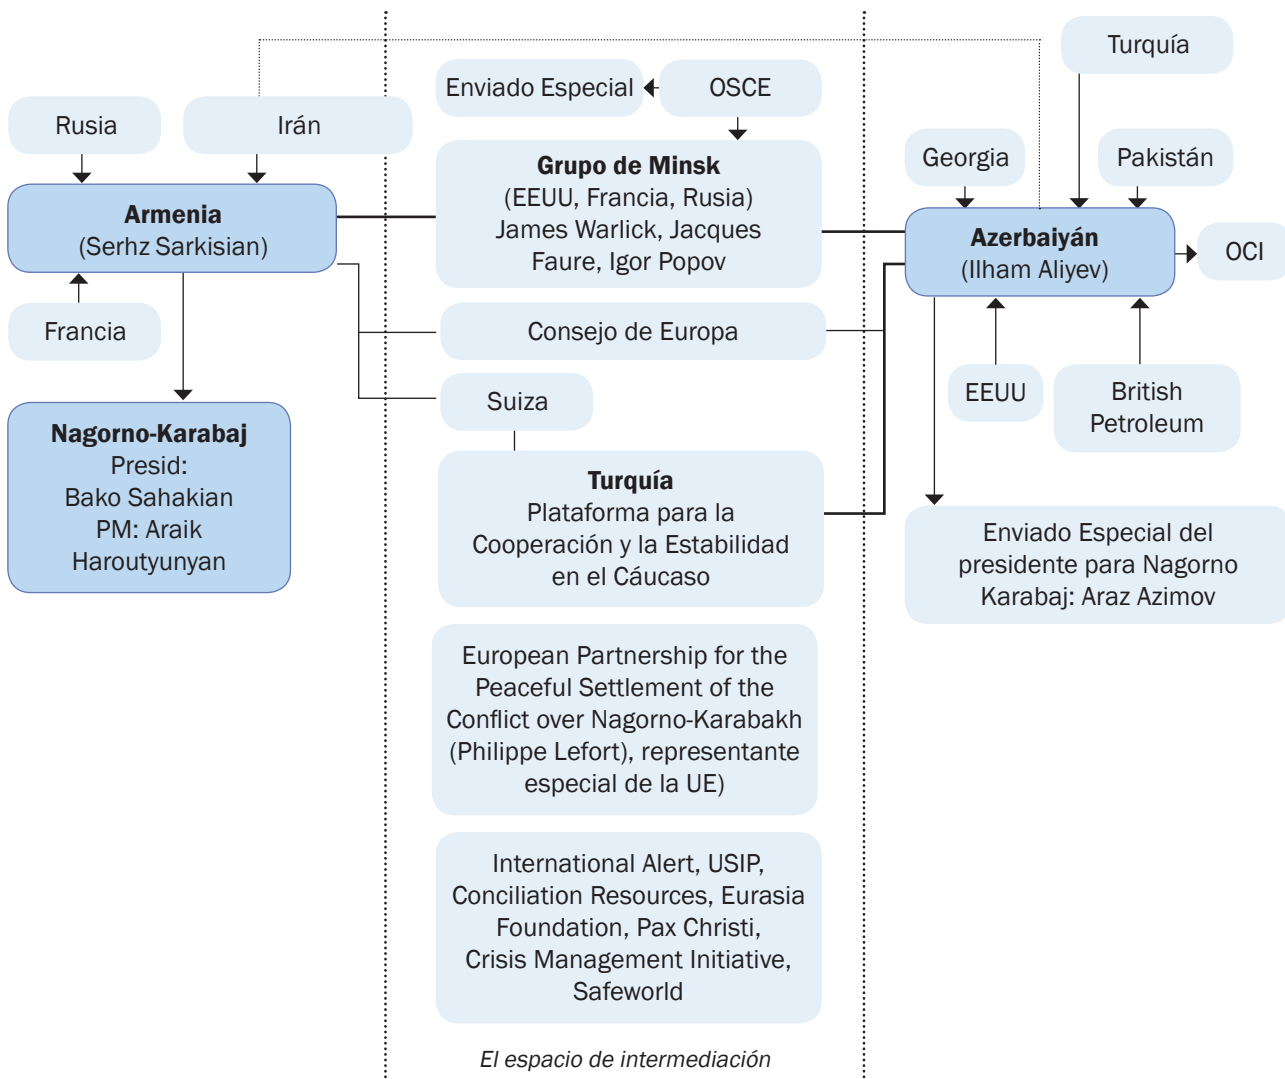 Rusia
Irán
Armenia
(Serhz Sarkisian)
Francia
Nagorno-Karabaj
Presid:
Bako Sahakian
PM: Araik
Haroutyunyan
Enviado Especial
OSCE
Grupo de Minsk
(EEUU, Francia, Rusia)
James Warlick, Jacques
Faure, Igor Popov
Consejo de Europa
Suiza
Turquía
Plataforma para la
Cooperación y la Estabilidad
en el Cáucaso
European Partnership for the
Peaceful Settlement of the
Conflict over Nagorno-Karabakh
(Philippe Lefort), representante
especial de la UE)
International Alert, USIP,
Conciliation Resources, Eurasia
Foundation, Pax Christi,
Crisis Management Initiative,
Safeworld
El espacio de intermediación
Turquía
Georgia
Pakistán
Azerbaiyán
(Ilham Aliyev)
OCI
EEUU
British
Petroleum
Enviado Especial del
presidente para Nagorno
Karabaj: Araz Azimov